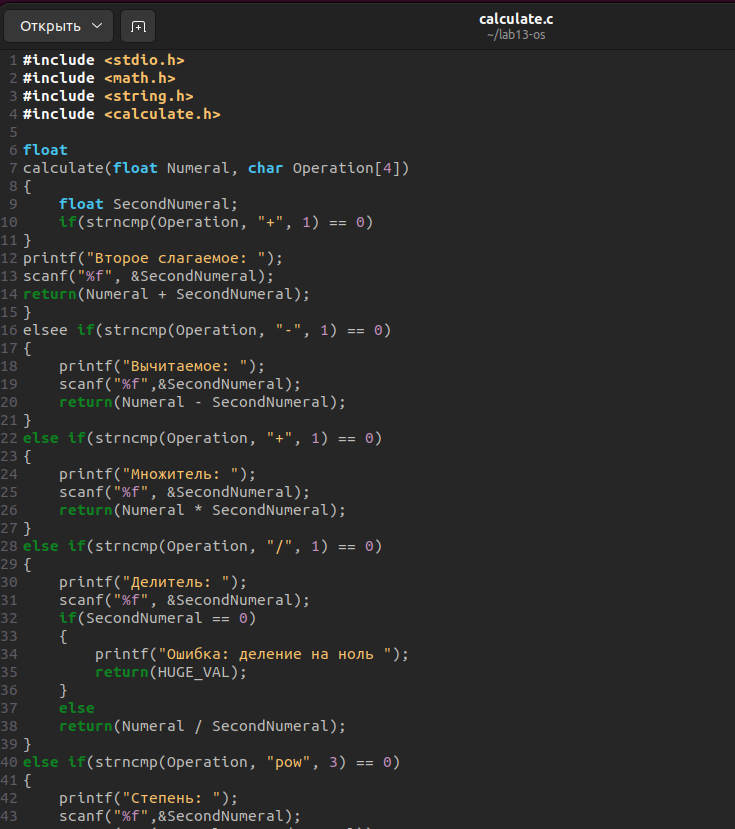 Открыть
calculate.c
~/lab13-os
1 #include <stdio.h>
2 #include <math.h>
3 #include <string.h>
4 #include <calculate.h>
5
6 float
7 calculate(float Numeral, char Operation[4])
8 {
9     float SecondNumeral;
10     if(strncmp(Operation, "+", 1) == 0)
11 }
12 printf("Второе слагаемое: ");
13 scanf("%f", &SecondNumeral);
14 return(Numeral + SecondNumeral);
15 }
16 elsee if(strncmp(Operation, "-", 1) == 0)
17 {
18     printf("Вычитаемое: ");
19     scanf("%f",&SecondNumeral);
20     return(Numeral - SecondNumeral);
21 }
22 else if(strncmp(Operation, "+", 1) == 0)
23 {
24     printf("Множитель: ");
25     scanf("%f", &SecondNumeral);
26     return(Numeral * SecondNumeral);
27 }
28 else if(strncmp(Operation, "/", 1) == 0)
29 {
30     printf("Делитель: ");
31     scanf("%f", &SecondNumeral);
32     if(SecondNumeral == 0)
33     {
34         printf("Ошибка: деление на ноль ");
35         return(HUGE_VAL);
36     }
37     else
38     return(Numeral / SecondNumeral);
39 }
40 else if(strncmp(Operation, "pow", 3) == 0)
41 {
42     printf("Степень: ");
43     scanf("%f",&SecondNumeral);